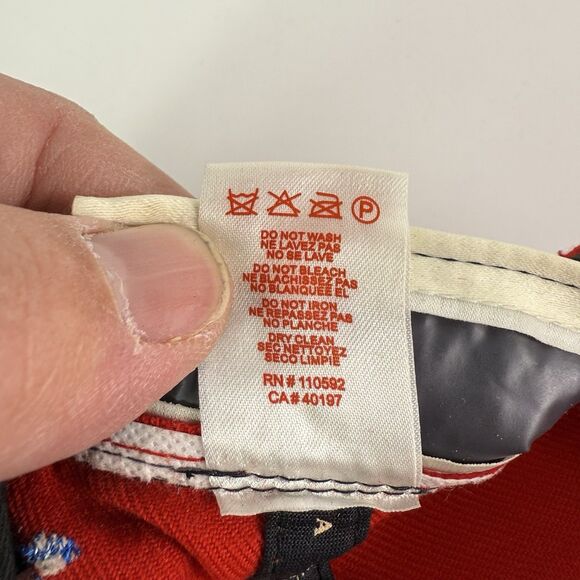 P
DO NOT WASH
NE LAVEZ PAS
NO SE LAVE
DO NOT BLEACH
NE BLACHISSEZ PAS
NO BLANQUEE EL
DO NOT IRON
NE REPASSEZ PAS
NO PLANCHE
DRY CLEAN
SEC NETTOYEZ
SECO LIMPIE
RN # 110592
CA # 40197